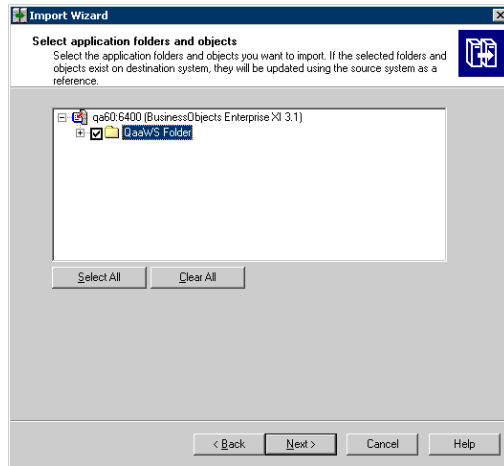 Import Wizard
Select application folders and objects
Select the application folders and objects you want to import. If the selected folders and
objects exist on destination system, they will be updated using the source system as a
reference.
qa60:6400 (BusinessObjects Enterprise XI 3.1)
QaaWS Folder
Select All Clear All
< Back Next > Cancel Help